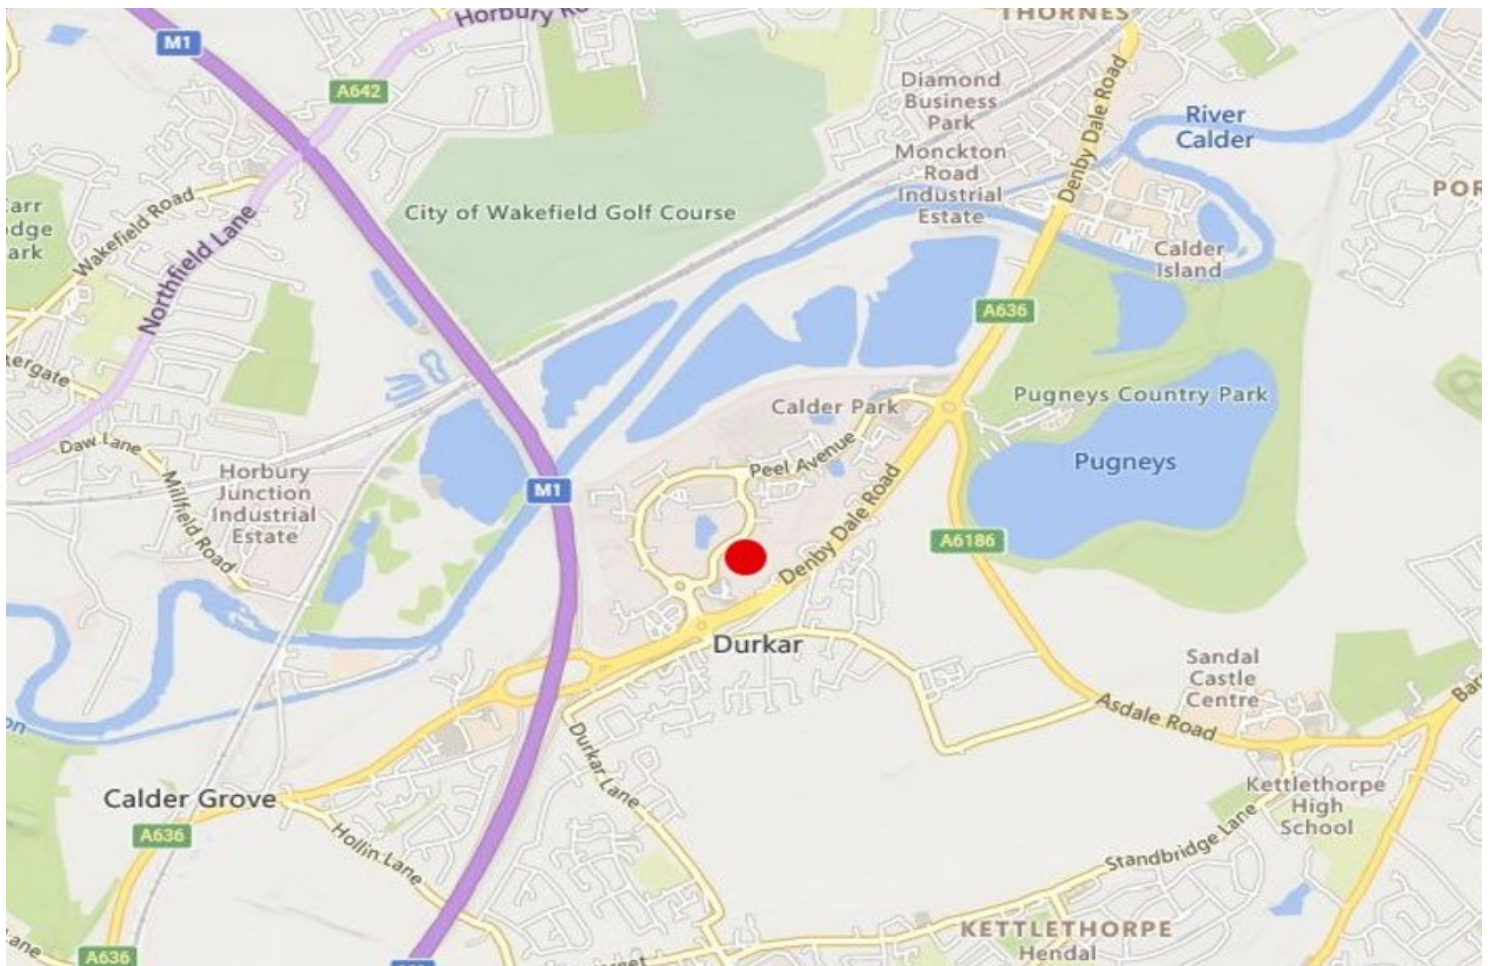 Horbury
THORNES
M1
A642
Diamond
Business
Park
Denby Dale Road
River
Calder
Monckton
Road
Industrial
Estate
Wakefield Road
City of Wakefield Golf Course
Northfield Lane
Calder
Island
A636
Calder Park
Pugneys Country Park
Daw Lane
Peel Avenue
Pugneys
Horbury
Junction
Industrial
Estate
Millfield Road
M1
Denby Dale Road
A6186
Durkar
Sandal
Castle
Centre
Asdale Road
Durkar Lane
Calder Grove
Kettlethorpe
High
School
A636
Hollin Lane
Standbridge Lane
KETTLETHORPE
Hendal
A636